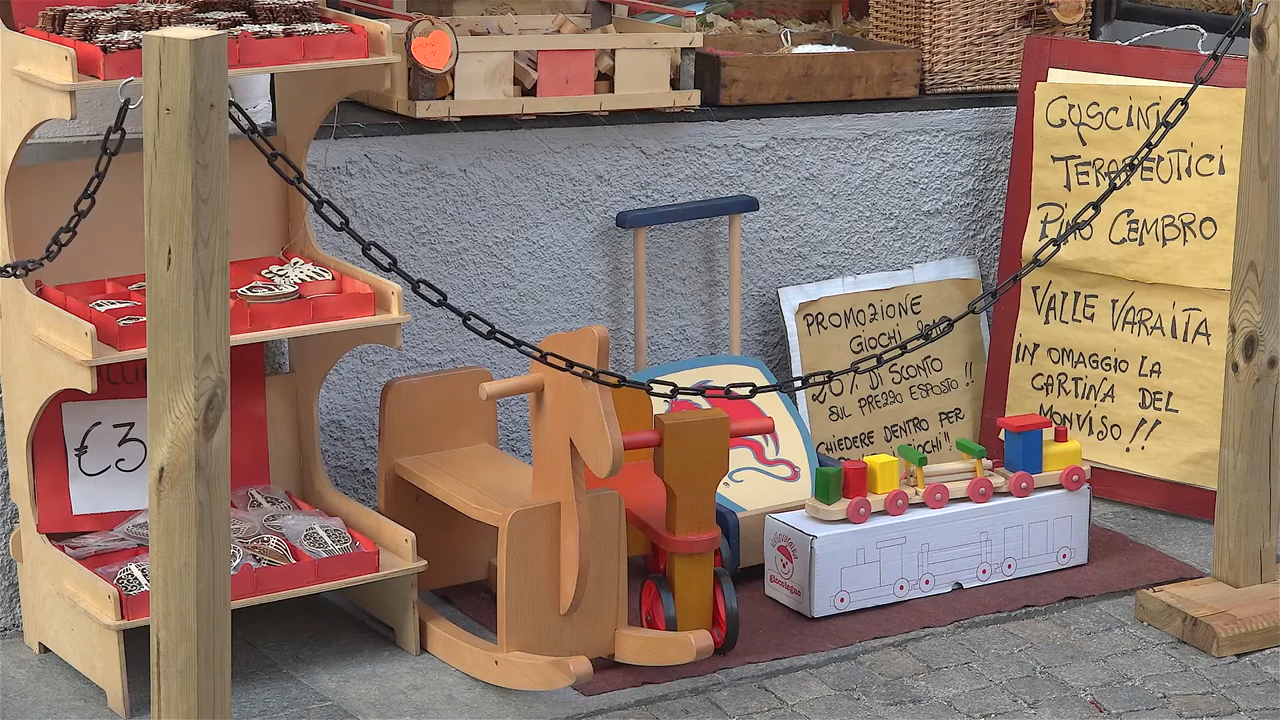 €3
PROMOZIONE
GIOCHI
20% DI SCONTO
SUL PREZZO ESPOSTO !!
CHIEDERE DENTRO PER
GIOCHI!!
giocolegno
CUSCINI
TERAPEUTICI
PINO CEMBRO
VALLE VARAITA
IN OMAGGIO LA
CARTINA DEL
MONVISO!!